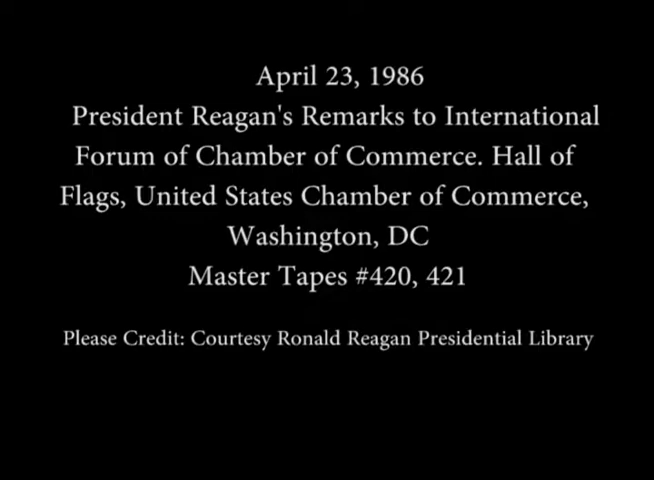 April 23, 1986
President Reagan's Remarks to International
Forum of Chamber of Commerce. Hall of
Flags, United States Chamber of Commerce,
Washington, DC
Master Tapes #420, 421
Please Credit: Courtesy Ronald Reagan Presidential Library